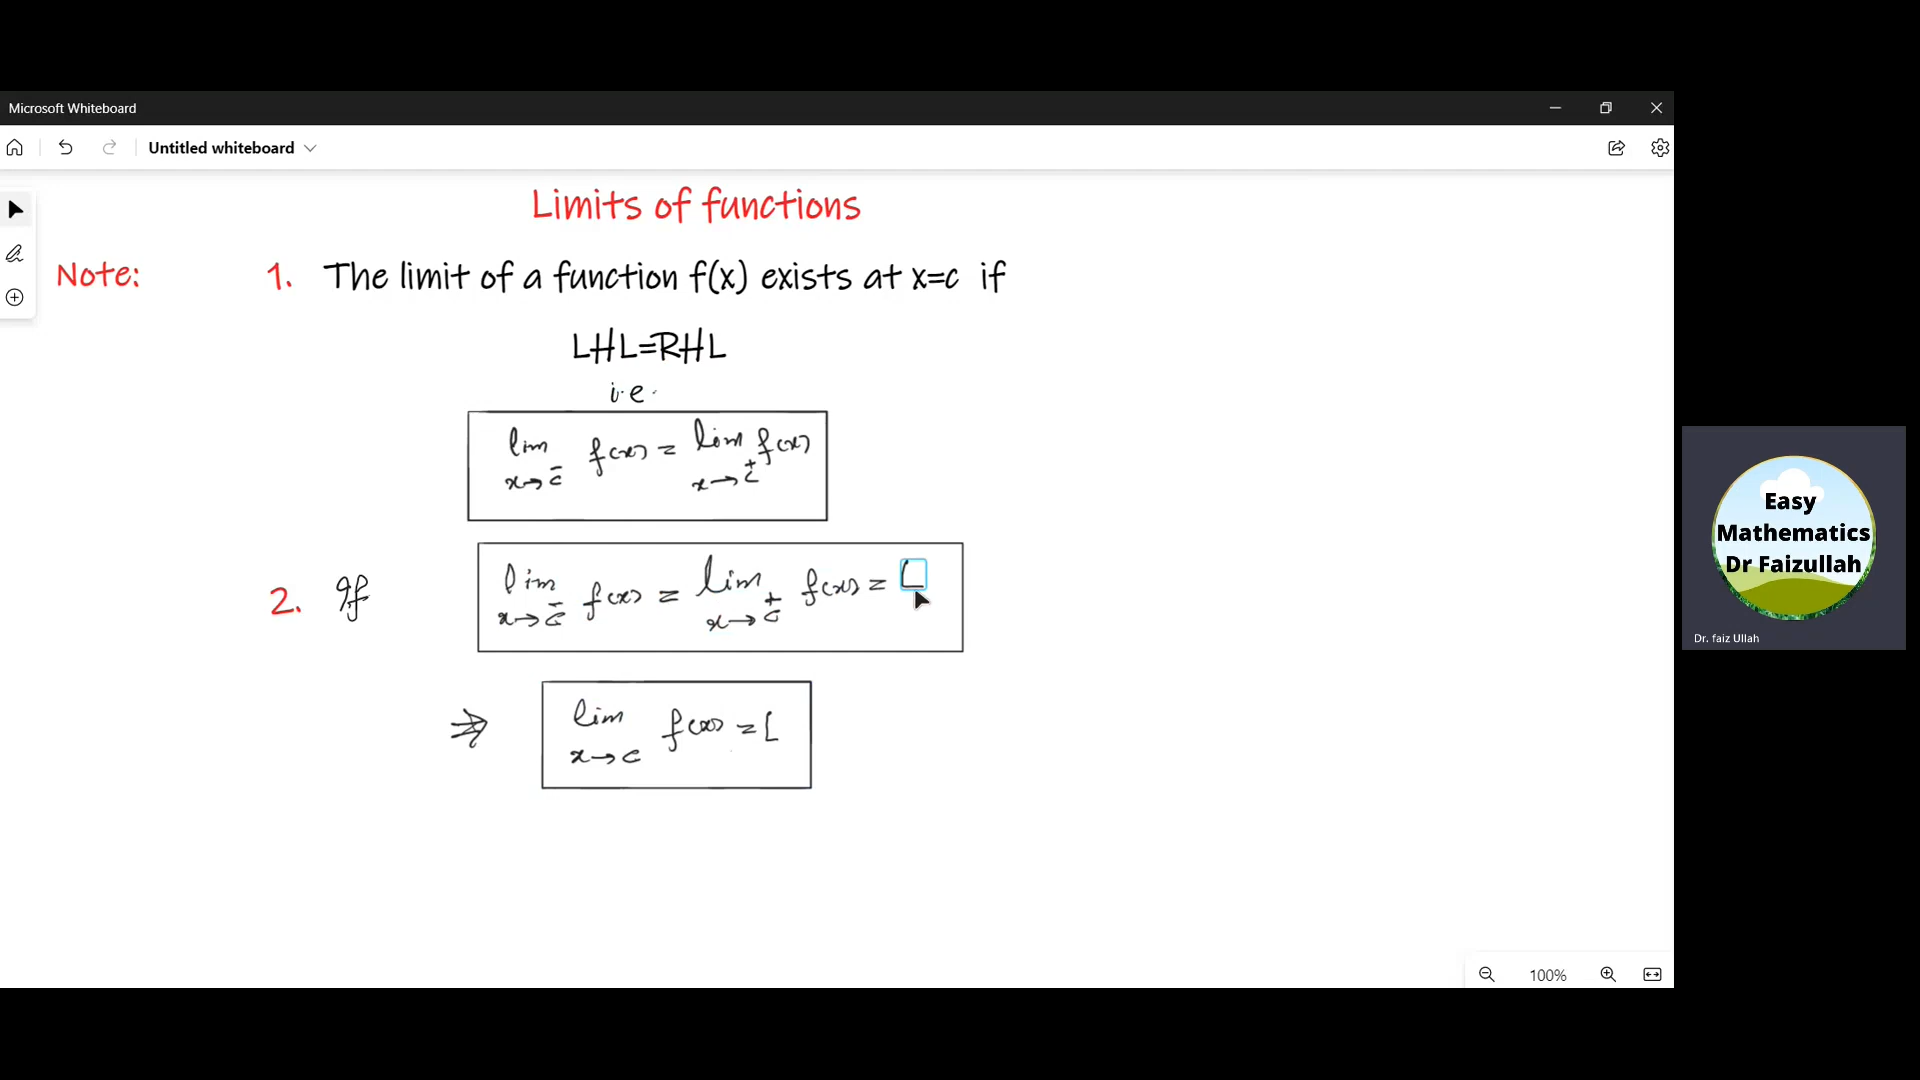 Microsoft Whiteboard
Untitled whiteboard
Limits of functions
Note: 1. The limit of a function f(x) exists at x=c if
LHL=RHL
i.e.
lim x→c⁻ f(x) = lim x→c⁺ f(x)
2. If lim x→c⁻ f(x) = lim x→c⁺ f(x) = L
⇒ lim x→c f(x) = L
100%
Easy
Mathematics
Dr Faizullah
Dr. faiz Ullah